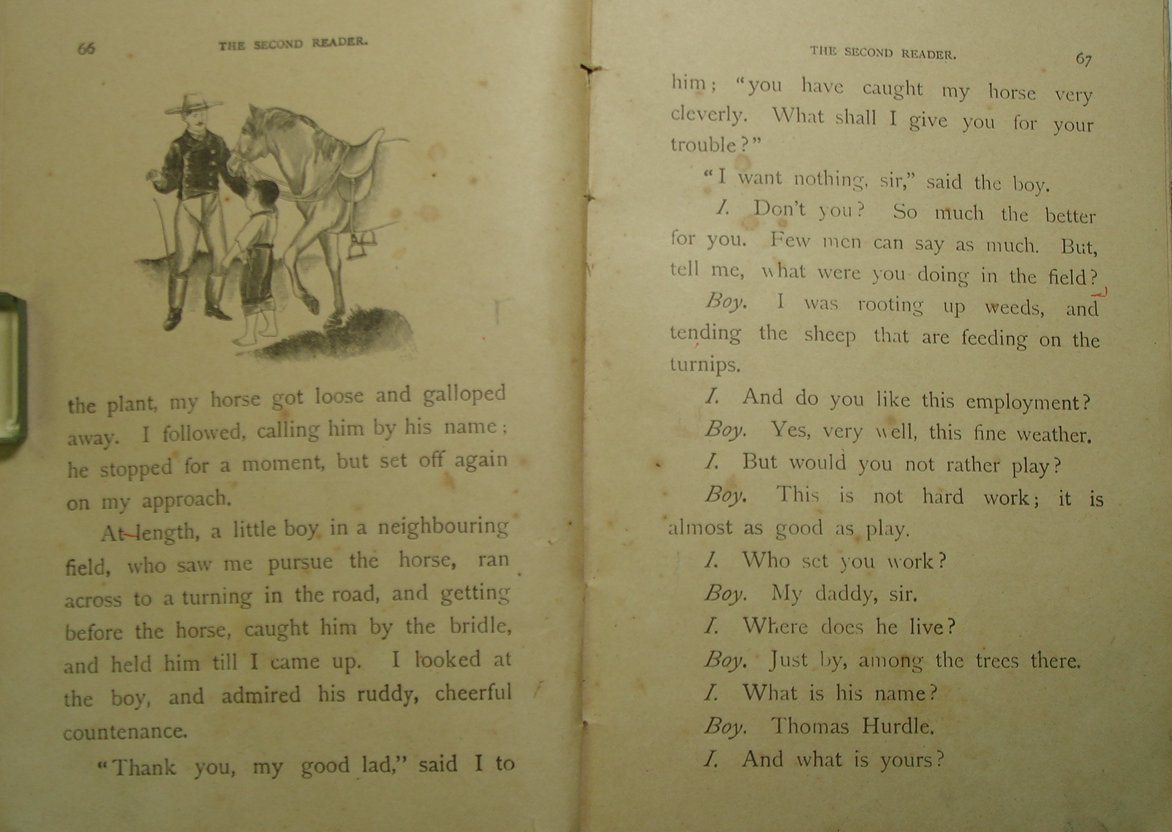 66
THE SECOND READER.
the plant, my horse got loose and galloped
away. I followed, calling him by his name;
he stopped for a moment, but set off again
on my approach.
At length, a little boy in a neighbouring
field, who saw me pursue the horse, ran
across to a turning in the road, and getting
before the horse, caught him by the bridle,
and held him till I came up. I looked at
the boy, and admired his ruddy, cheerful
countenance.
“Thank you, my good lad,” said I to
THE SECOND READER.
67
him; “you have caught my horse very
cleverly. What shall I give you for your
trouble?”
“I want nothing, sir,” said the boy.
I. Don't you? So much the better
for you. Few men can say as much. But,
tell me, what were you doing in the field?
Boy. I was rooting up weeds, and
tending the sheep that are feeding on the
turnips.
I. And do you like this employment?
Boy. Yes, very well, this fine weather.
I. But would you not rather play?
Boy. This is not hard work; it is
almost as good as play.
I. Who set you work?
Boy. My daddy, sir.
I. Where does he live?
Boy. Just by, among the trees there.
I. What is his name?
Boy. Thomas Hurdle.
I. And what is yours?